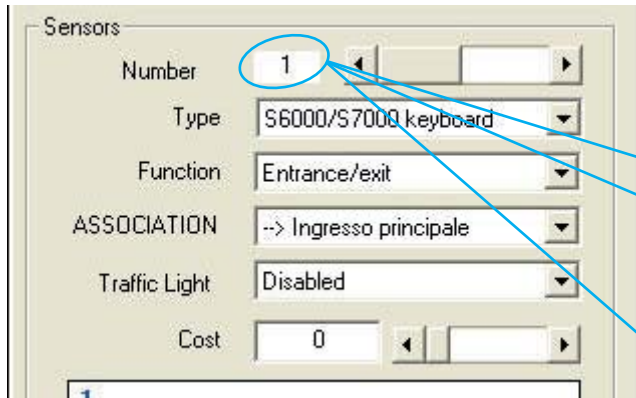 Sensors
Number 1
Type S6000/S7000 keyboard
Function Entrance/exit
ASSOCIATION --> Ingresso principale
Traffic Light Disabled
Cost 0
1